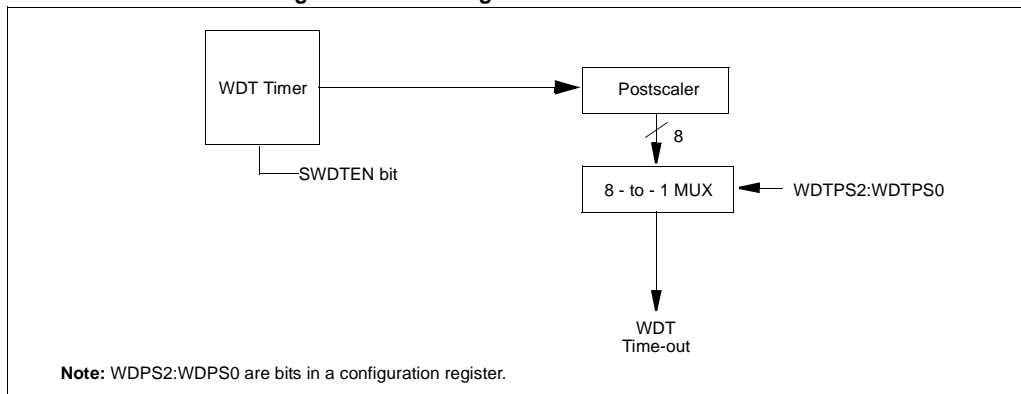 WDT Timer
Postscaler
8
SWDTEN bit
8 - to - 1 MUX
WDTPS2:WDTPS0
WDT
Time-out
Note: WDPS2:WDPS0 are bits in a configuration register.